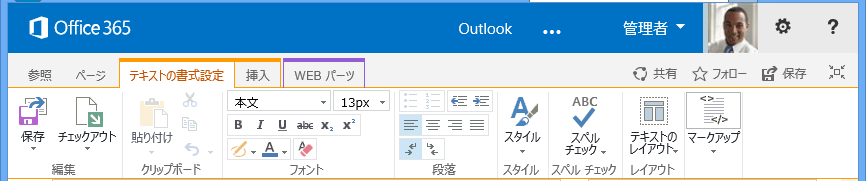 Office 365 Outlook ... 管理者 ?
参照 ページ テキストの書式設定 挿入 WEB パーツ 共有 フォロー 保存
保存 チェックアウト 貼り付け 本文 13px スタイル ABC スペル チェック テキストの レイアウト マークアップ
B I U abc x₂ x²
A
編集 クリップボード フォント 段落 スタイル スペル チェック レイアウト